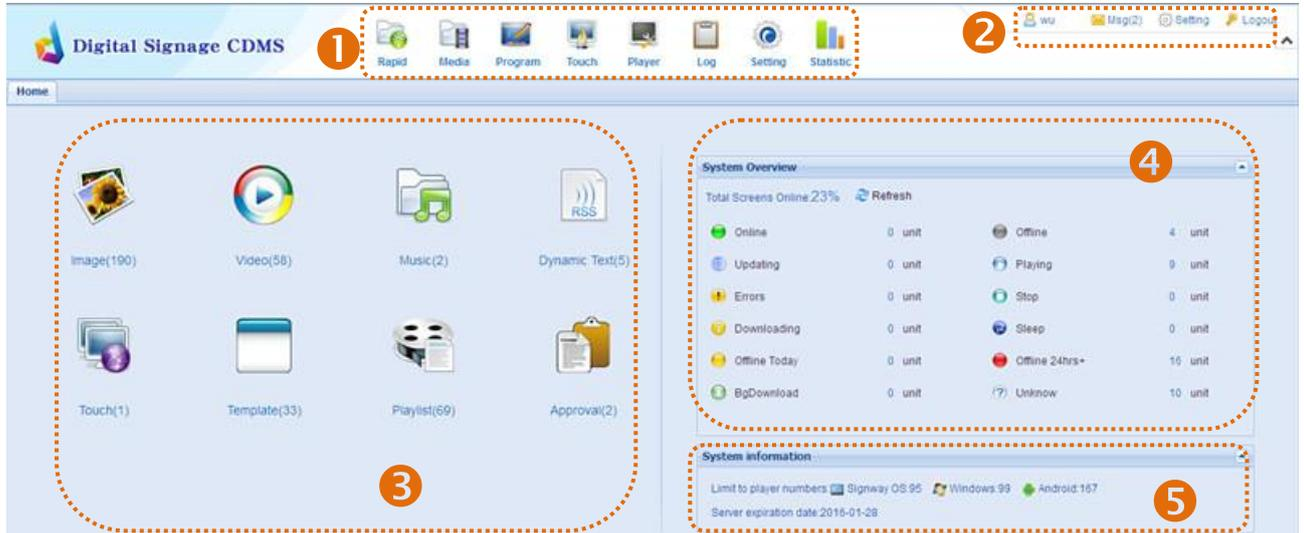 Digital Signage CDMS
1
Rapid Media Program Touch Player Log Setting Statistic
2
wu Msg(2) Setting Logout
Home
3
Image(190) Video(58) Music(2) RSS Dynamic Text(5)
Touch(1) Template(33) Playlist(69) Approval(2)
4
System Overview
Total Screens Online:23% Refresh
Online 0 unit Offline 4 unit
Updating 0 unit Playing 9 unit
Errors 0 unit Stop 0 unit
Downloading 0 unit Sleep 0 unit
Offline Today 0 unit Offline 24hrs+ 16 unit
BgDownload 0 unit (?) Unknow 10 unit
System information
5
Limit to player numbers Signway OS:95 Windows:99 Android:167
Server expiration date:2016-01-28